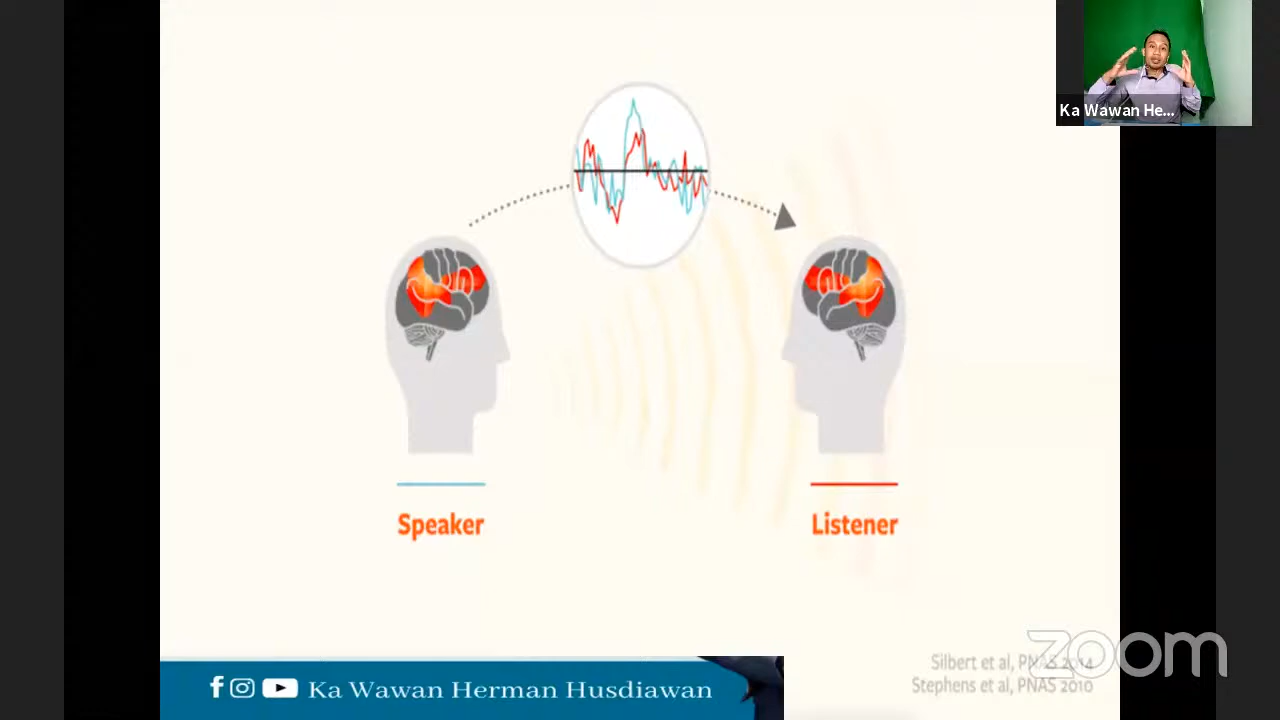 Ka Wawan He...
Speaker
Listener
Silbert et al, PNAS 2014
Stephens et al, PNAS 2010
zoom
Ka Wawan Herman Husdiawan